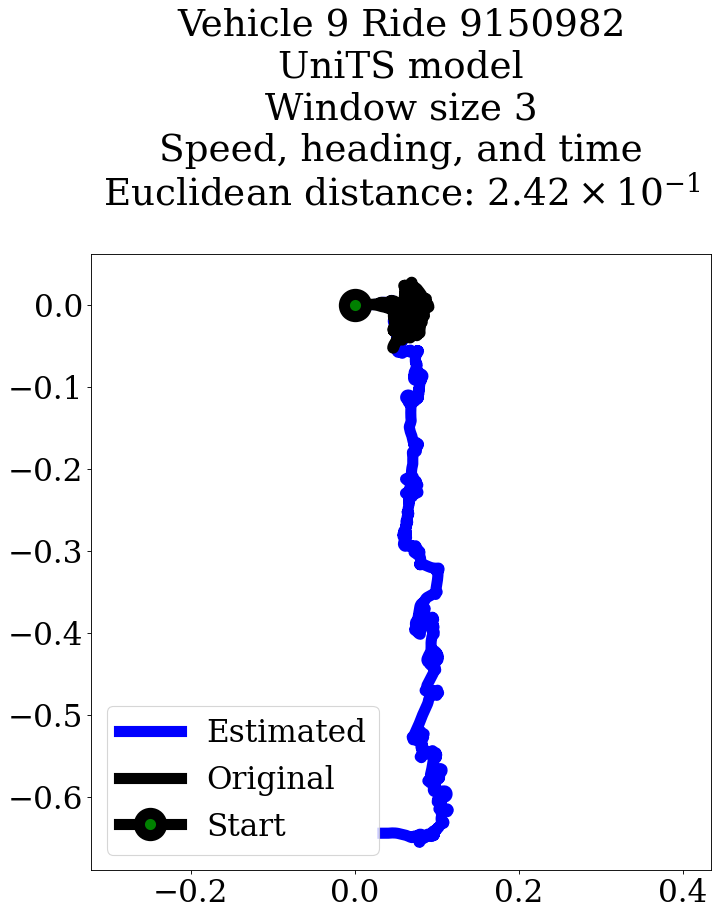 Vehicle 9 Ride 9150982
UniTS model
Window size 3
Speed, heading, and time
Euclidean distance: 2.42 × 10⁻¹
0.0
−0.1
−0.2
−0.3
−0.4
−0.5
−0.6
Estimated
Original
Start
−0.2 0.0 0.2 0.4